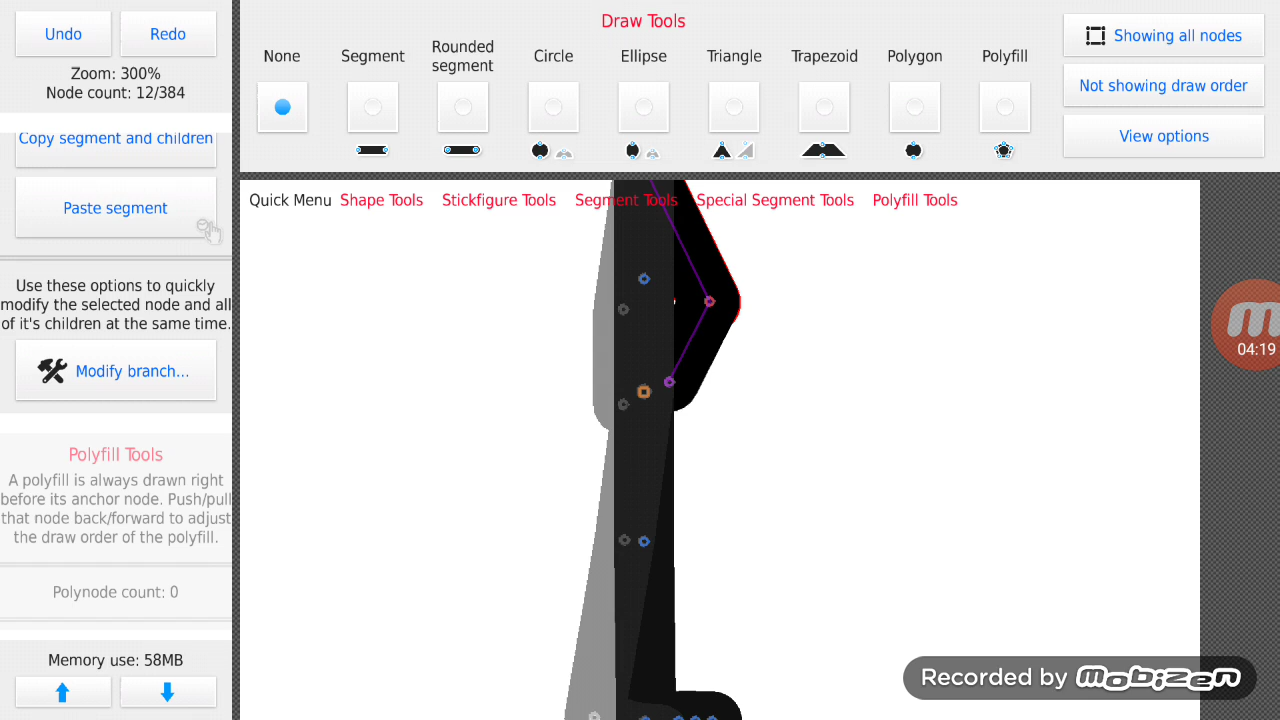 Undo
Redo
Zoom: 300%
Node count: 12/384
Copy segment and children
Paste segment
Use these options to quickly
modify the selected node and all
of it's children at the same time.
Modify branch...
Polyfill Tools
A polyfill is always drawn right
before its anchor node. Push/pull
that node back/forward to adjust
the draw order of the polyfill.
Polynode count: 0
Memory use: 58MB
Draw Tools
None
Segment
Rounded
segment
Circle
Ellipse
Triangle
Trapezoid
Polygon
Polyfill
Showing all nodes
Not showing draw order
View options
Quick Menu
Shape Tools
Stickfigure Tools
Segment Tools
Special Segment Tools
Polyfill Tools
04:19
Recorded by mobizen